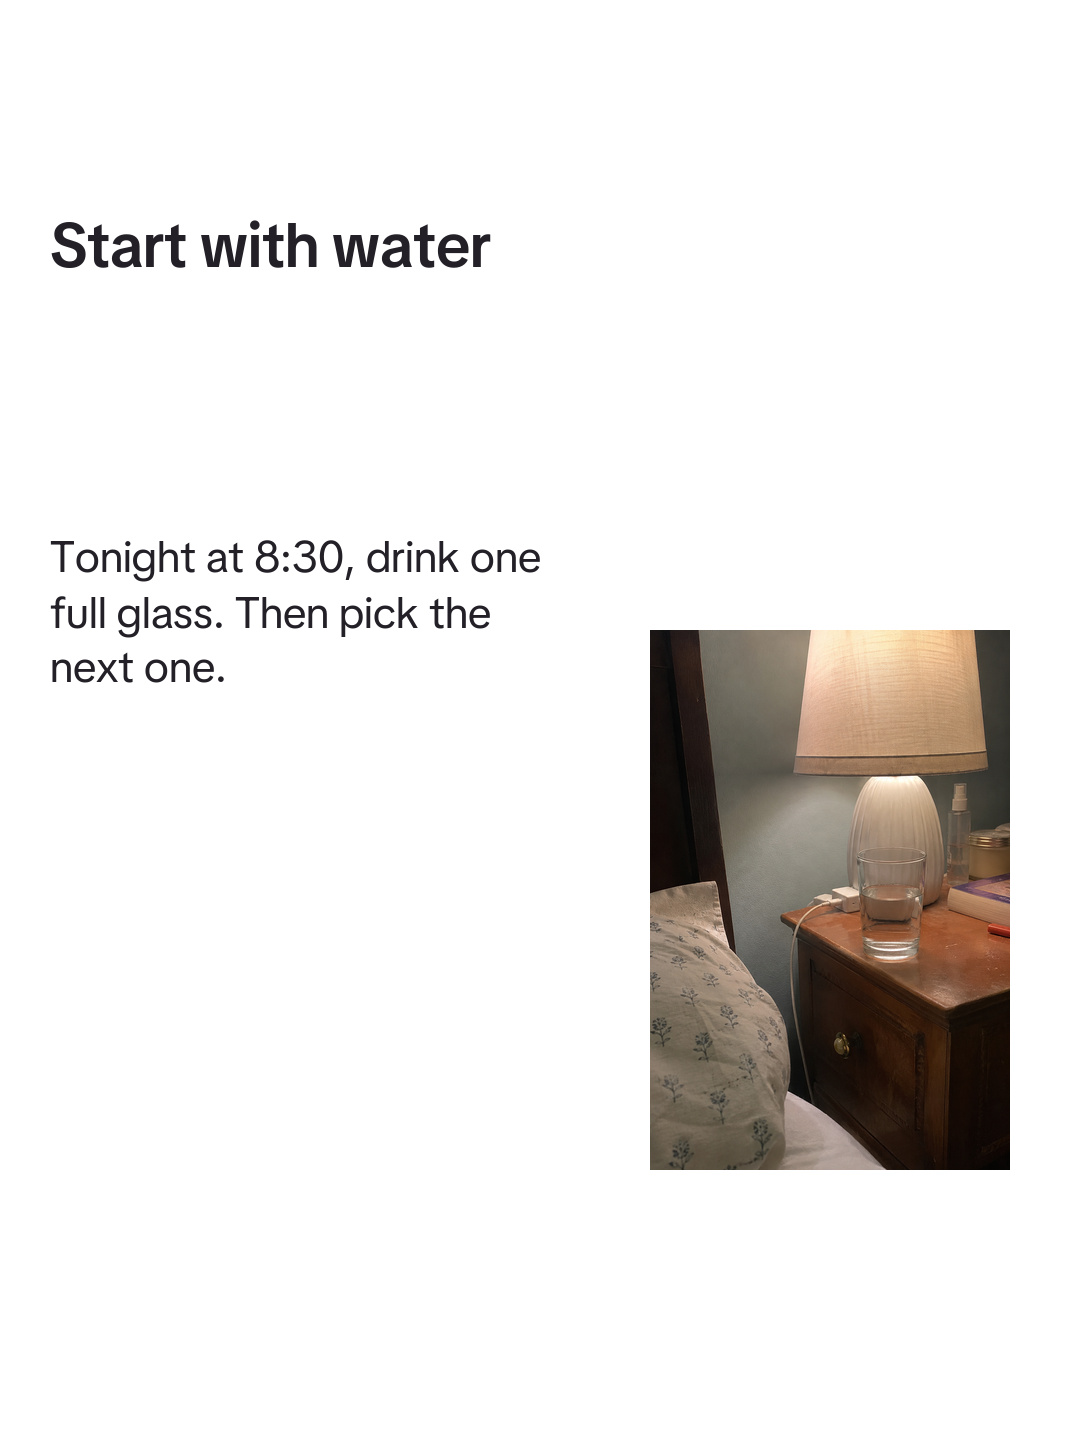 Start with water
Tonight at 8:30, drink one
full glass. Then pick the
next one.